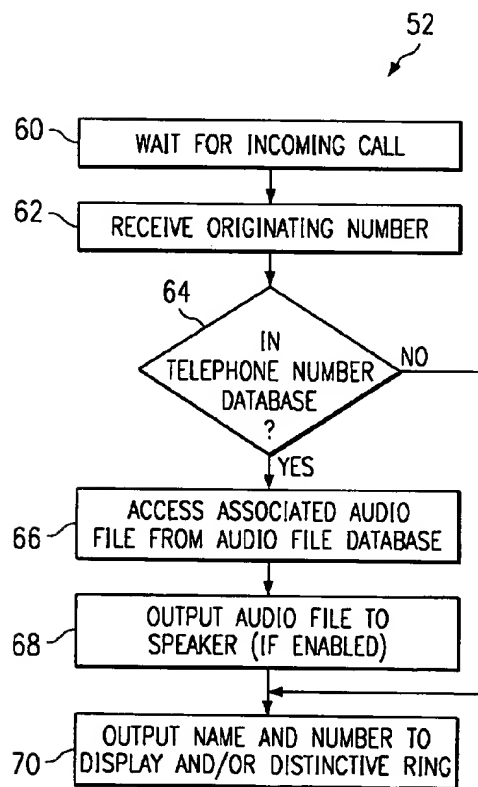 52
60
WAIT FOR INCOMING CALL
62
RECEIVE ORIGINATING NUMBER
64
IN
TELEPHONE NUMBER
DATABASE
?
NO
YES
66
ACCESS ASSOCIATED AUDIO
FILE FROM AUDIO FILE DATABASE
68
OUTPUT AUDIO FILE TO
SPEAKER (IF ENABLED)
70
OUTPUT NAME AND NUMBER TO
DISPLAY AND/OR DISTINCTIVE RING